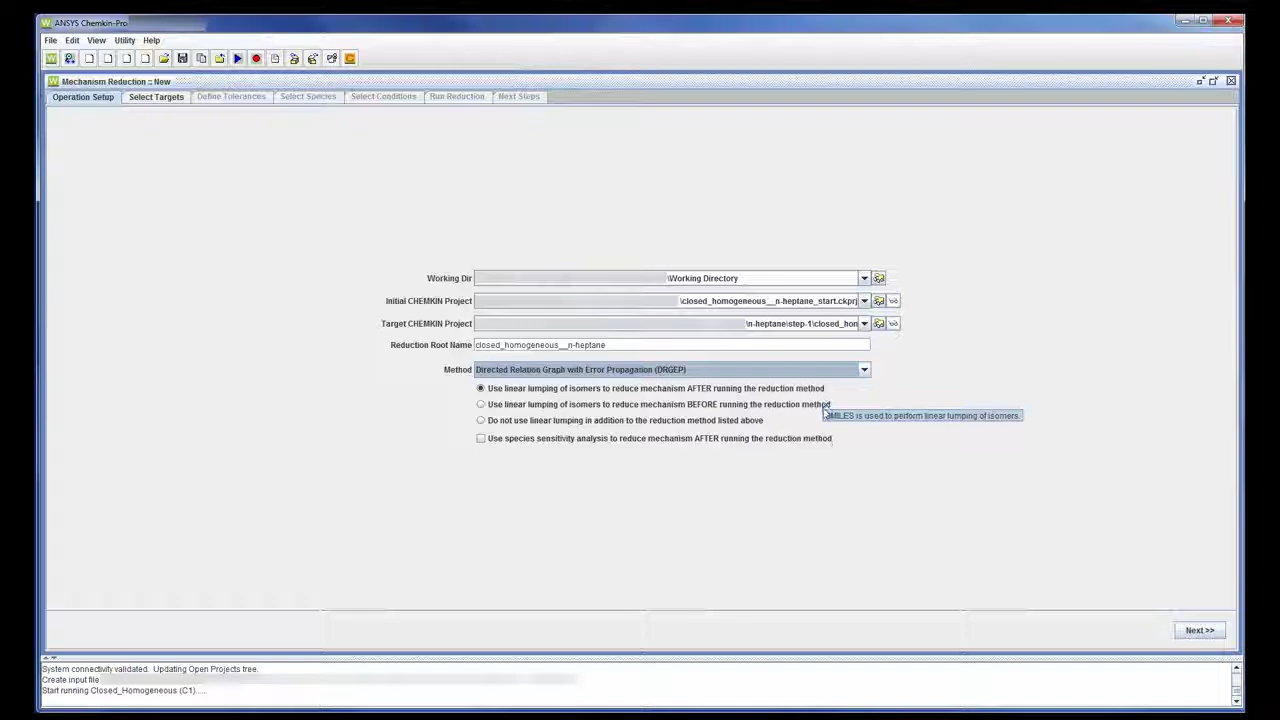 ANSYS Chemkin-Pro
File Edit View Utility Help
Mechanism Reduction :: New
Operation Setup Select Targets Define Tolerances Select Species Select Conditions Run Reduction Next Steps
Working Dir \Working Directory
Initial CHEMKIN Project \closed_homogeneous__n-heptane_start.ckprj
Target CHEMKIN Project \n-heptane\step-1\closed_hon
Reduction Root Name closed_homogeneous__n-heptane
Method Directed Relation Graph with Error Propagation (DRGEP)
Use linear lumping of isomers to reduce mechanism AFTER running the reduction method
Use linear lumping of isomers to reduce mechanism BEFORE running the reduction method
SMILES is used to perform linear lumping of isomers.
Do not use linear lumping in addition to the reduction method listed above
Use species sensitivity analysis to reduce mechanism AFTER running the reduction method
Next >>
System connectivity validated. Updating Open Projects tree.
Create input file
Start running Closed_Homogeneous (C1).....